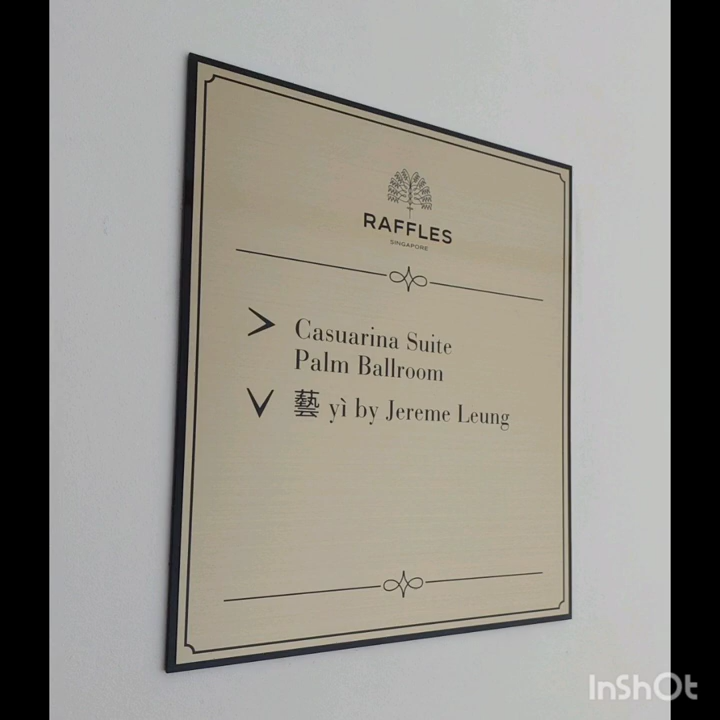 RAFFLES
SINGAPORE
Casuarina Suite
Palm Ballroom
藝 yì by Jereme Leung
InShOt